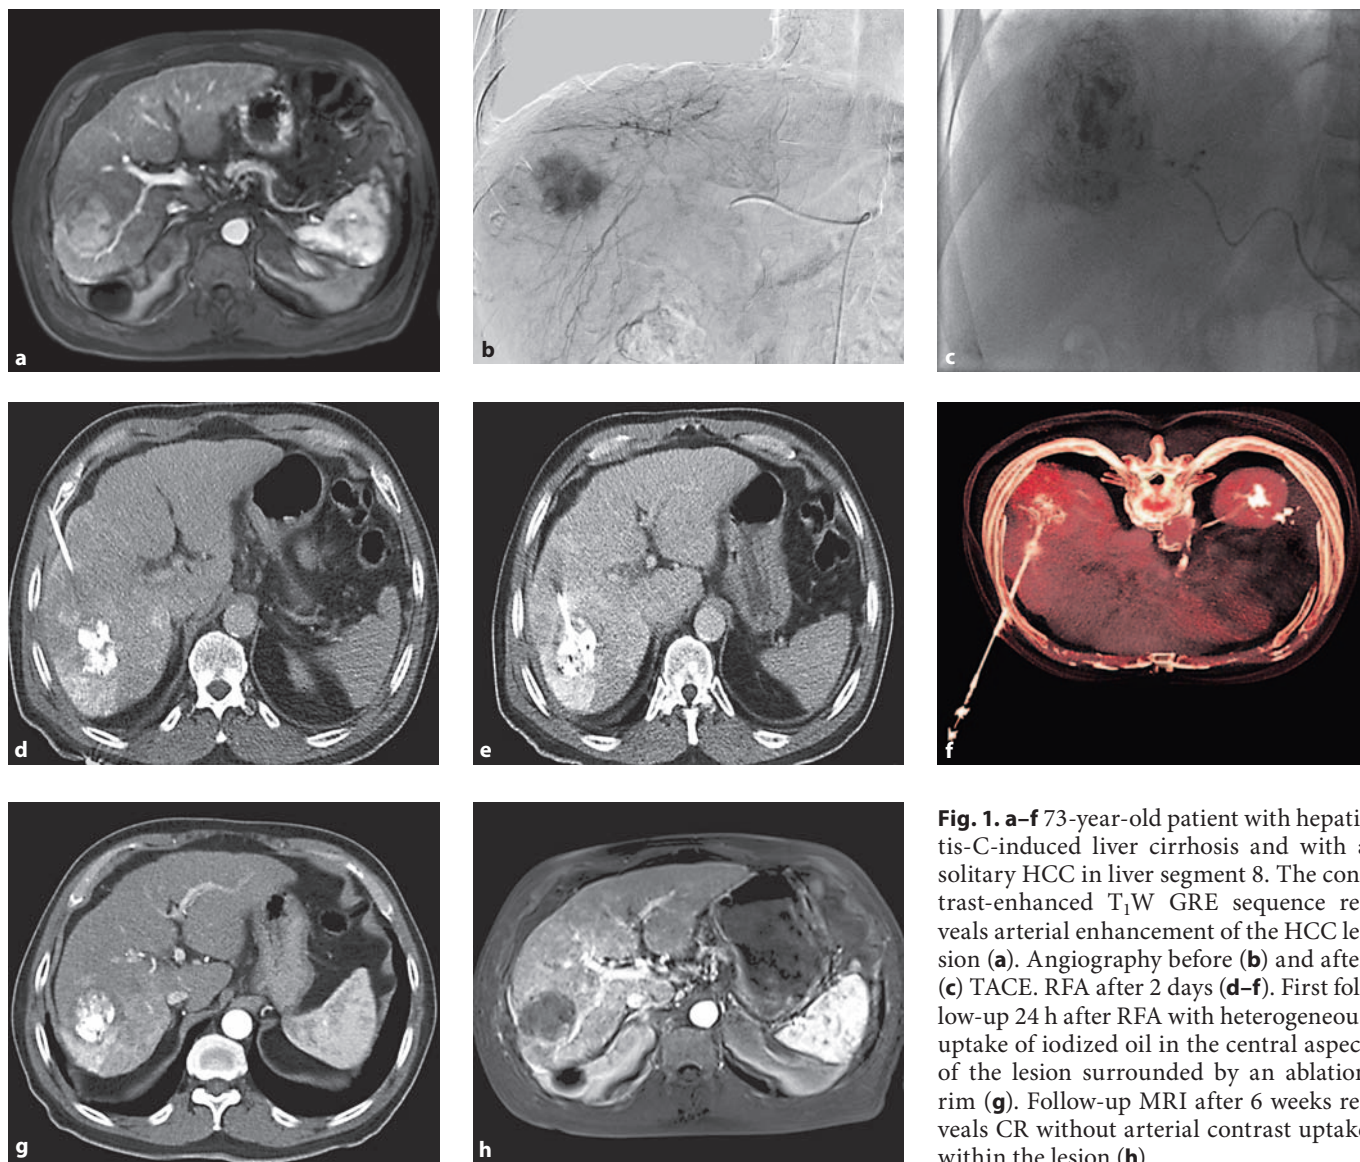 a
b
c
d
e
f
g
h
Fig. 1. a–f 73-year-old patient with hepati-
tis-C-induced liver cirrhosis and with a
solitary HCC in liver segment 8. The con-
trast-enhanced T₁W GRE sequence re-
veals arterial enhancement of the HCC le-
sion (a). Angiography before (b) and after
(c) TACE. RFA after 2 days (d–f). First fol-
low-up 24 h after RFA with heterogeneous
uptake of iodized oil in the central aspect
of the lesion surrounded by an ablation
rim (g). Follow-up MRI after 6 weeks re-
veals CR without arterial contrast uptake
within the lesion (h)